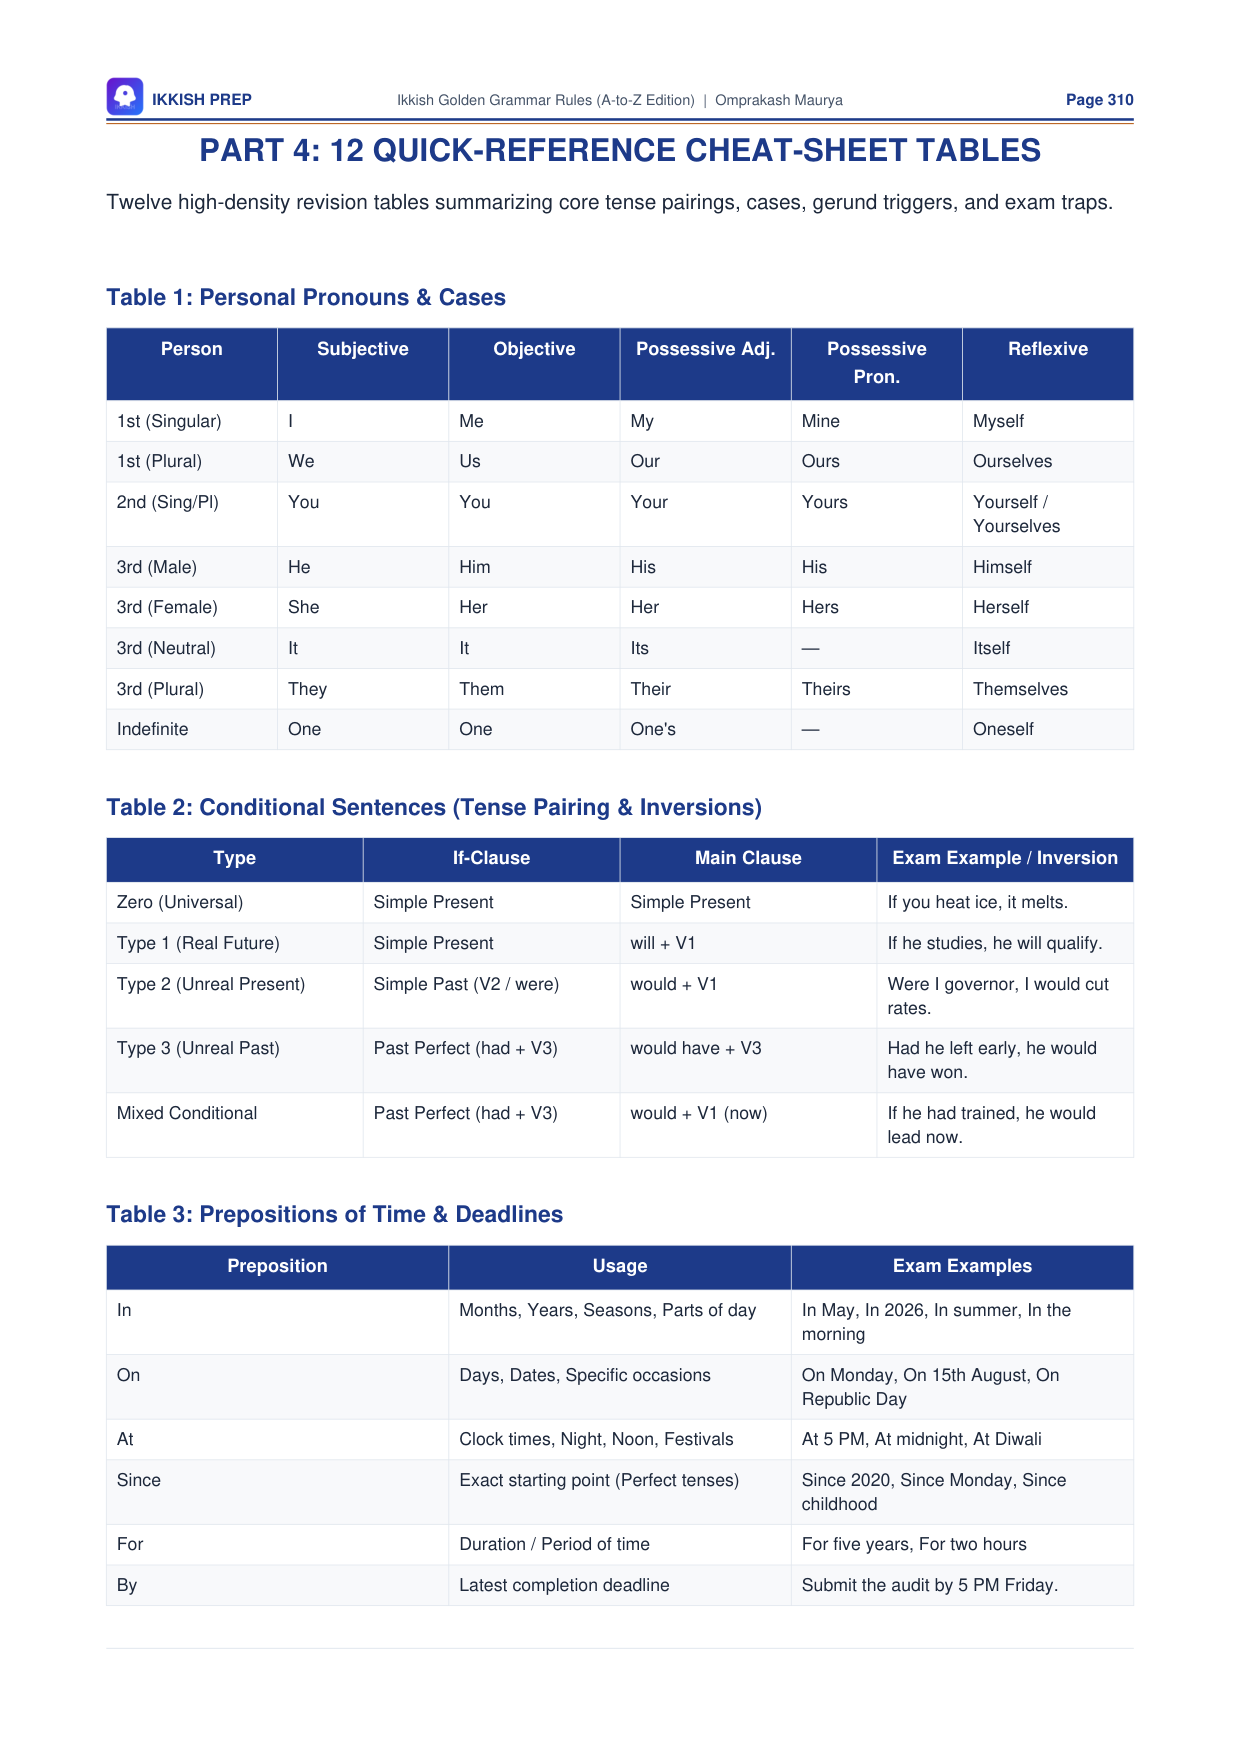 IKKISH PREP
Ikkish Golden Grammar Rules (A-to-Z Edition) | Omprakash Maurya
Page 310
PART 4: 12 QUICK-REFERENCE CHEAT-SHEET TABLES
Twelve high-density revision tables summarizing core tense pairings, cases, gerund triggers, and exam traps.
Table 1: Personal Pronouns & Cases
Person Subjective Objective Possessive Adj. Possessive Reflexive
Pron.
1st (Singular) I Me My Mine Myself
1st (Plural) We Us Our Ours Ourselves
2nd (Sing/Pl) You You Your Yours Yourself /
Yourselves
3rd (Male) He Him His His Himself
3rd (Female) She Her Her Hers Herself
3rd (Neutral) It It Its — Itself
3rd (Plural) They Them Their Theirs Themselves
Indefinite One One One's — Oneself
Table 2: Conditional Sentences (Tense Pairing & Inversions)
Type If-Clause Main Clause Exam Example / Inversion
Zero (Universal) Simple Present Simple Present If you heat ice, it melts.
Type 1 (Real Future) Simple Present will + V1 If he studies, he will qualify.
Type 2 (Unreal Present) Simple Past (V2 / were) would + V1 Were I governor, I would cut
rates.
Type 3 (Unreal Past) Past Perfect (had + V3) would have + V3 Had he left early, he would
have won.
Mixed Conditional Past Perfect (had + V3) would + V1 (now) If he had trained, he would
lead now.
Table 3: Prepositions of Time & Deadlines
Preposition Usage Exam Examples
In Months, Years, Seasons, Parts of day In May, In 2026, In summer, In the
morning
On Days, Dates, Specific occasions On Monday, On 15th August, On
Republic Day
At Clock times, Night, Noon, Festivals At 5 PM, At midnight, At Diwali
Since Exact starting point (Perfect tenses) Since 2020, Since Monday, Since
childhood
For Duration / Period of time For five years, For two hours
By Latest completion deadline Submit the audit by 5 PM Friday.